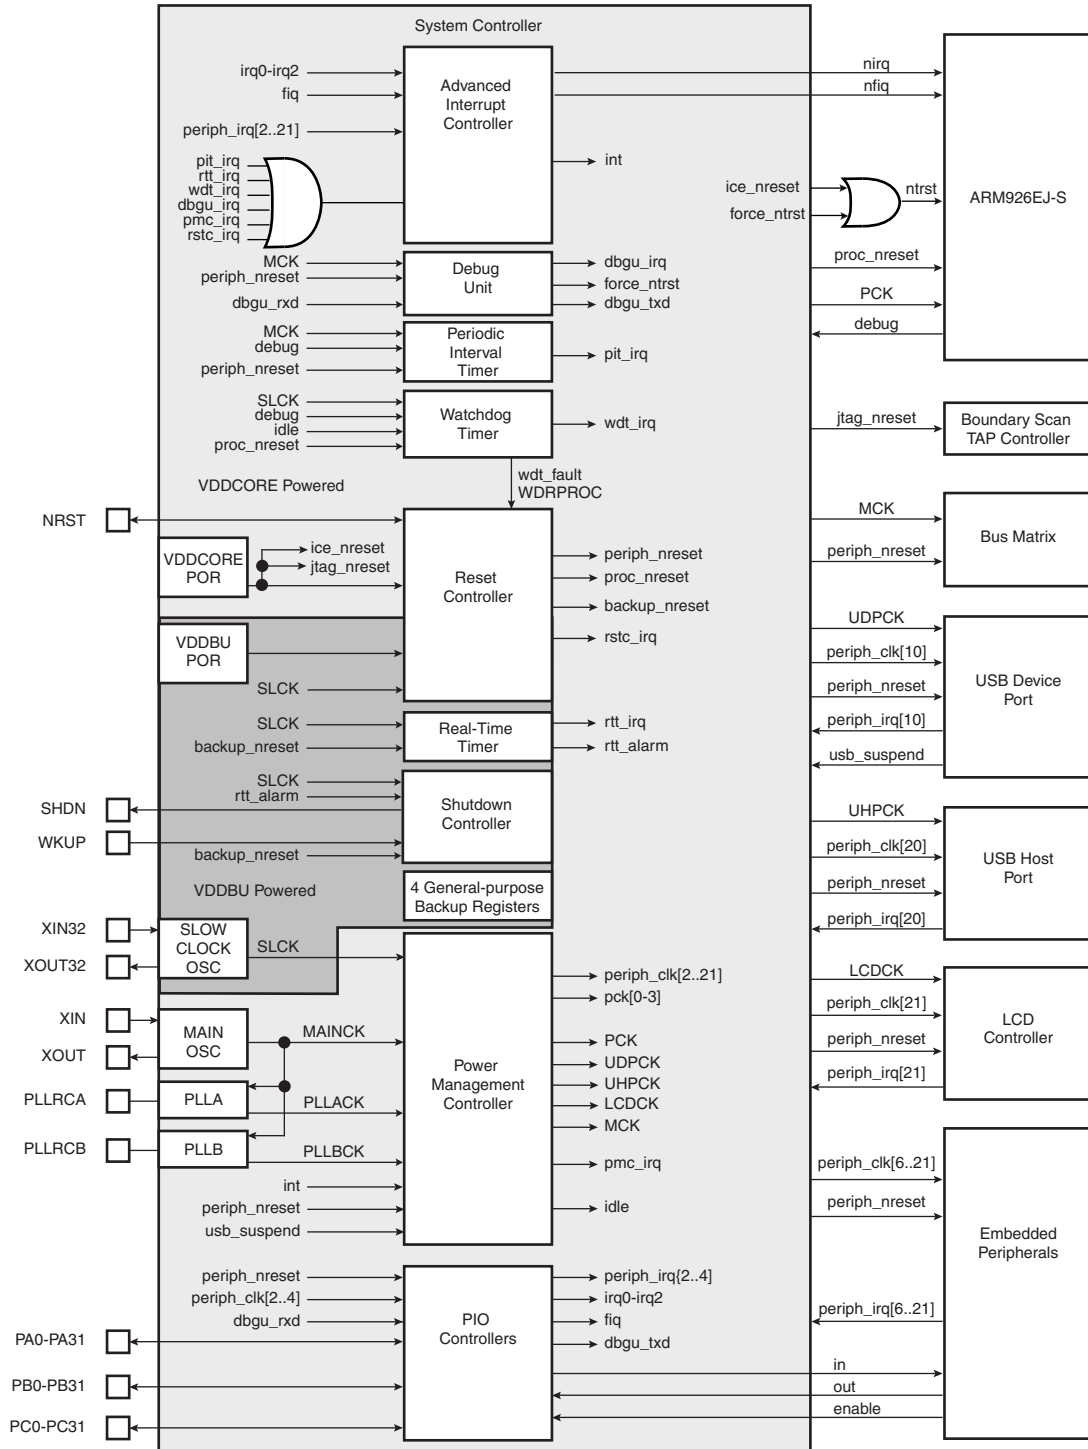 System Controller
irq0-irq2
fiq
periph_irq[2..21]
pit_irq
rtt_irq
wdt_irq
dbgu_irq
pmc_irq
rstc_irq
Advanced
Interrupt
Controller
int
nirq
nfiq
ice_nreset
force_ntrst
ntrst
ARM926EJ-S
proc_nreset
PCK
debug
MCK
periph_nreset
dbgu_rxd
Debug
Unit
dbgu_irq
force_ntrst
dbgu_txd
MCK
debug
periph_nreset
Periodic
Interval
Timer
pit_irq
SLCK
debug
idle
proc_nreset
Watchdog
Timer
wdt_irq
jtag_nreset
Boundary Scan
TAP Controller
wdt_fault
WDRPROC
VDDCORE Powered
NRST
VDDCORE
POR
ice_nreset
jtag_nreset
Reset
Controller
periph_nreset
proc_nreset
backup_nreset
rstc_irq
MCK
periph_nreset
Bus Matrix
VDDBU
POR
SLCK
UDPCK
periph_clk[10]
periph_nreset
periph_irq[10]
usb_suspend
USB Device
Port
SLCK
backup_nreset
Real-Time
Timer
rtt_irq
rtt_alarm
SLCK
rtt_alarm
SHDN
WKUP
backup_nreset
Shutdown
Controller
UHPCK
periph_clk[20]
periph_nreset
periph_irq[20]
USB Host
Port
VDDBU Powered
4 General-purpose
Backup Registers
XIN32
XOUT32
SLOW
CLOCK
OSC
SLCK
XIN
XOUT
MAIN
OSC
MAINCK
PLLRCA
PLLA
PLLACK
PLLRCB
PLLB
PLLBCK
int
periph_nreset
usb_suspend
Power
Management
Controller
periph_clk[2..21]
pck[0-3]
PCK
UDPCK
UHPCK
LCDCK
MCK
pmc_irq
idle
LCDCK
periph_clk[21]
periph_nreset
periph_irq[21]
LCD
Controller
periph_clk[6..21]
periph_nreset
periph_irq[6..21]
in
out
enable
Embedded
Peripherals
periph_nreset
periph_clk[2..4]
dbgu_rxd
PA0-PA31
PB0-PB31
PC0-PC31
PIO
Controllers
periph_irq{2..4]
irq0-irq2
fiq
dbgu_txd